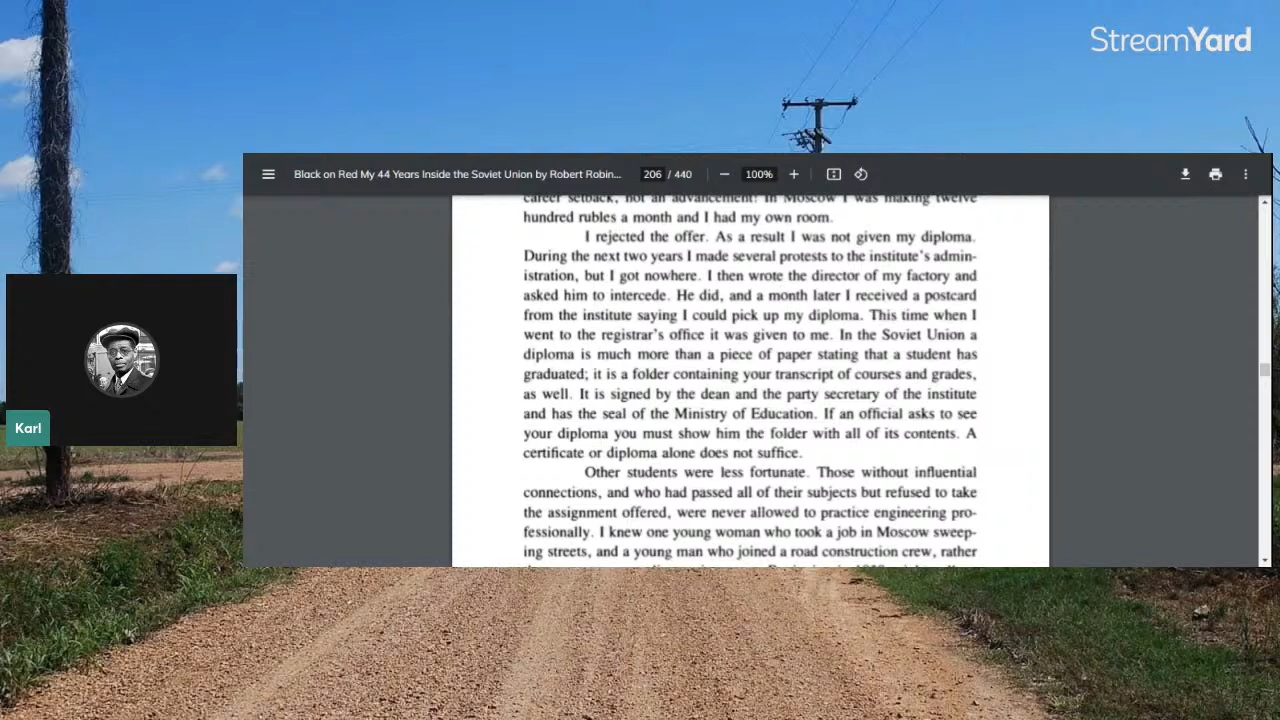 StreamYard
Black on Red My 44 Years Inside the Soviet Union by Robert Robin... 206 / 440 100%
career setback, not an advancement! In Moscow I was making twelve
hundred rubles a month and I had my own room.
I rejected the offer. As a result I was not given my diploma.
During the next two years I made several protests to the institute's admin-
istration, but I got nowhere. I then wrote the director of my factory and
asked him to intercede. He did, and a month later I received a postcard
from the institute saying I could pick up my diploma. This time when I
went to the registrar's office it was given to me. In the Soviet Union a
diploma is much more than a piece of paper stating that a student has
graduated; it is a folder containing your transcript of courses and grades,
as well. It is signed by the dean and the party secretary of the institute
and has the seal of the Ministry of Education. If an official asks to see
your diploma you must show him the folder with all of its contents. A
certificate or diploma alone does not suffice.
Other students were less fortunate. Those without influential
connections, and who had passed all of their subjects but refused to take
the assignment offered, were never allowed to practice engineering pro-
fessionally. I knew one young woman who took a job in Moscow sweep-
ing streets, and a young man who joined a road construction crew, rather
Karl